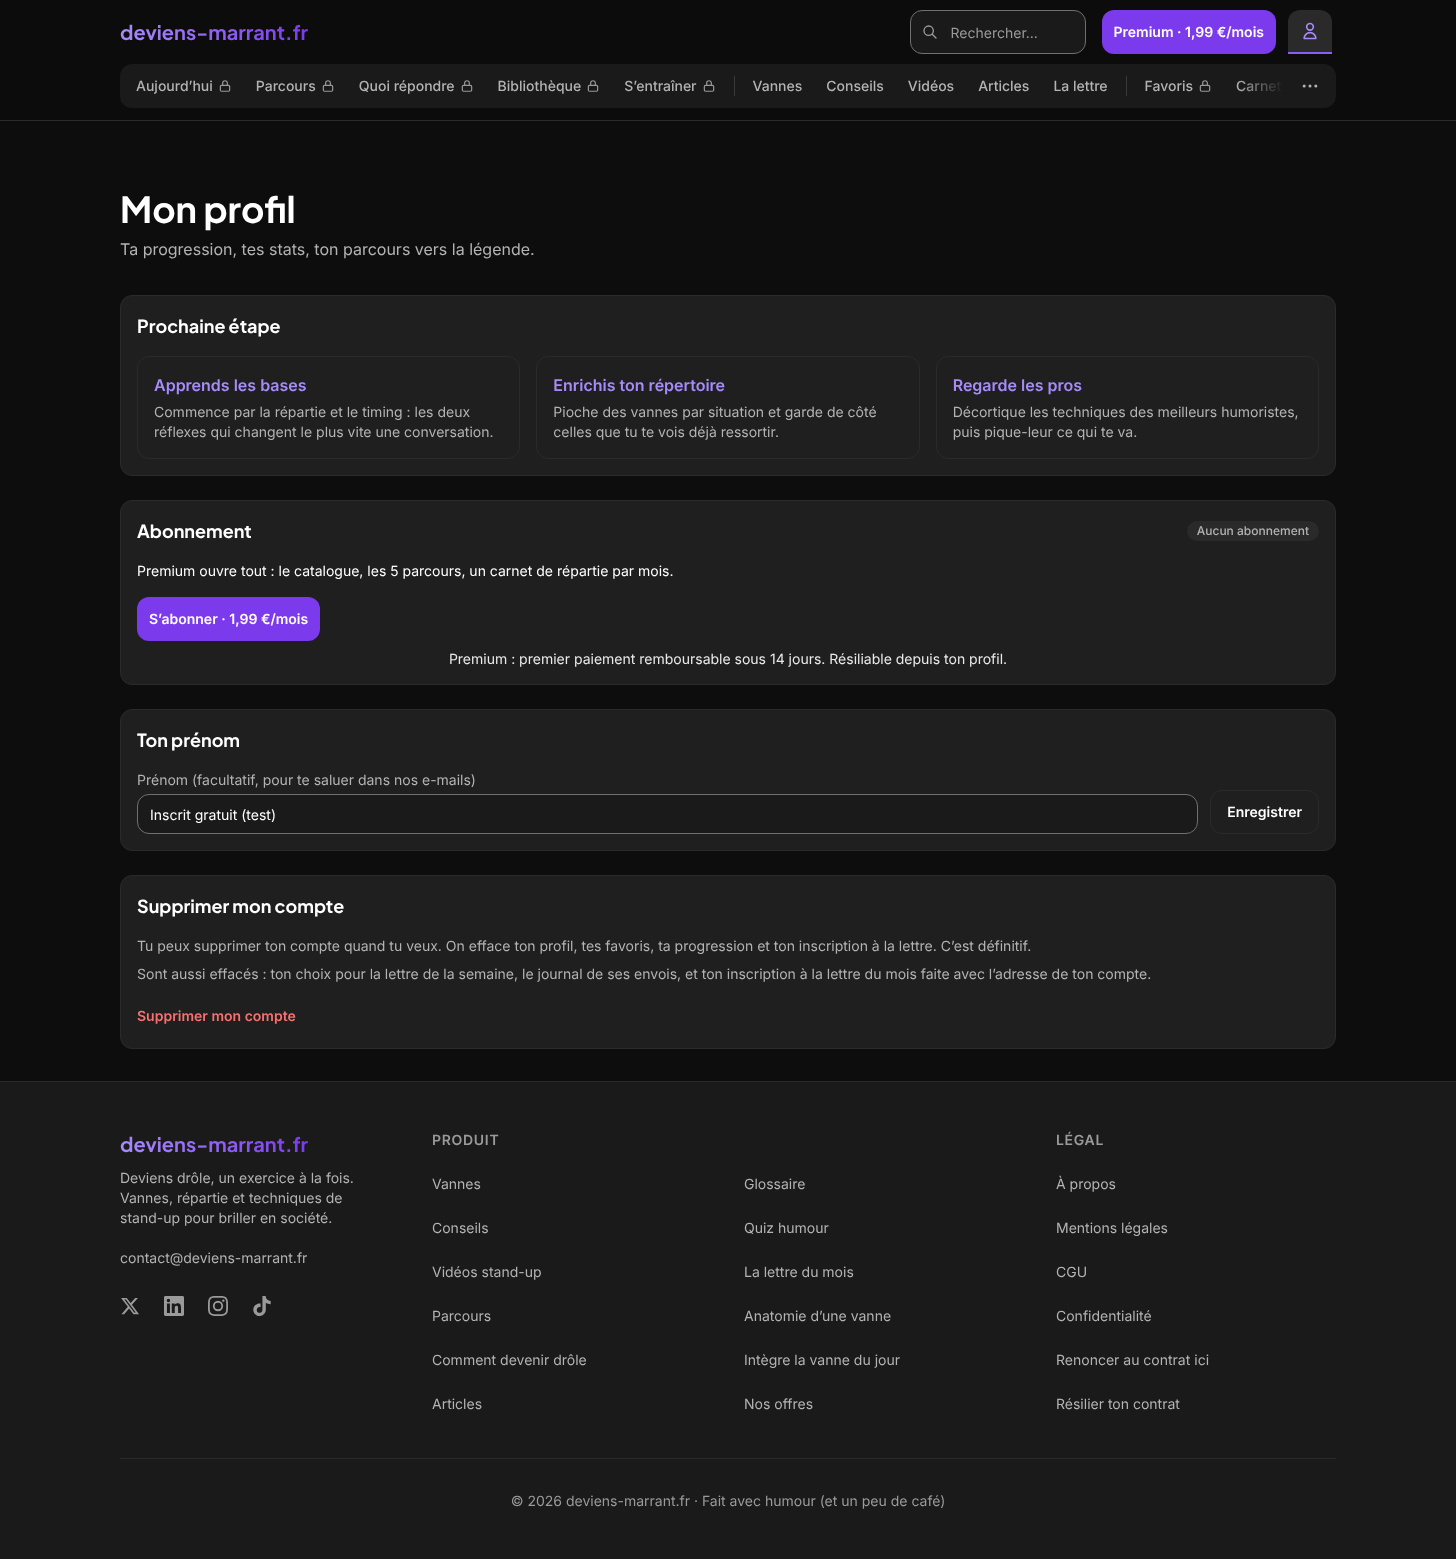 deviens-marrant.fr
Rechercher...
Premium · 1,99 €/mois
Aujourd’hui
Parcours
Quoi répondre
Bibliothèque
S’entraîner
Vannes
Conseils
Vidéos
Articles
La lettre
Favoris
Carnet
Mon profil
Ta progression, tes stats, ton parcours vers la légende.
Prochaine étape
Apprends les bases
Commence par la répartie et le timing : les deux
réflexes qui changent le plus vite une conversation.
Enrichis ton répertoire
Pioche des vannes par situation et garde de côté
celles que tu te vois déjà ressortir.
Regarde les pros
Décortique les techniques des meilleurs humoristes,
puis pique-leur ce qui te va.
Abonnement
Aucun abonnement
Premium ouvre tout : le catalogue, les 5 parcours, un carnet de répartie par mois.
S’abonner · 1,99 €/mois
Premium : premier paiement remboursable sous 14 jours. Résiliable depuis ton profil.
Ton prénom
Prénom (facultatif, pour te saluer dans nos e-mails)
Inscrit gratuit (test)
Enregistrer
Supprimer mon compte
Tu peux supprimer ton compte quand tu veux. On efface ton profil, tes favoris, ta progression et ton inscription à la lettre. C’est définitif.
Sont aussi effacés : ton choix pour la lettre de la semaine, le journal de ses envois, et ton inscription à la lettre du mois faite avec l’adresse de ton compte.
Supprimer mon compte
deviens-marrant.fr
Deviens drôle, un exercice à la fois.
Vannes, répartie et techniques de
stand-up pour briller en société.
contact@deviens-marrant.fr
PRODUIT
Vannes
Conseils
Vidéos stand-up
Parcours
Comment devenir drôle
Articles
Glossaire
Quiz humour
La lettre du mois
Anatomie d’une vanne
Intègre la vanne du jour
Nos offres
LÉGAL
À propos
Mentions légales
CGU
Confidentialité
Renoncer au contrat ici
Résilier ton contrat
© 2026 deviens-marrant.fr · Fait avec humour (et un peu de café)